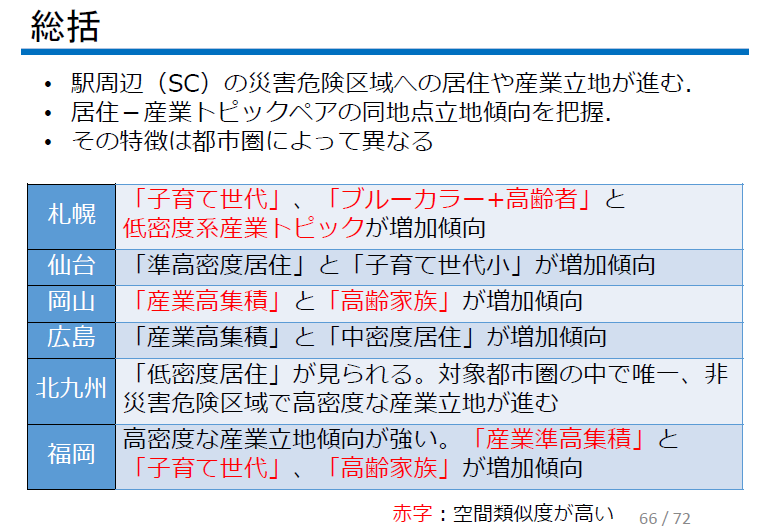 総括
• 駅周辺（SC）の災害危険区域への居住や産業立地が進む.
• 居住－産業トピックペアの同地点立地傾向を把握.
• その特徴は都市圏によって異なる
札幌
「子育て世代」、「ブルーカラー+高齢者」と
低密度系産業トピックが増加傾向
仙台
「準高密度居住」と「子育て世代小」が増加傾向
岡山
「産業高集積」と「高齢家族」が増加傾向
広島
「産業高集積」と「中密度居住」が増加傾向
北九州
「低密度居住」が見られる。対象都市圏の中で唯一、非
災害危険区域で高密度な産業立地が進む
福岡
高密度な産業立地傾向が強い。「産業準高集積」と
「子育て世代」、「高齢家族」が増加傾向
赤字：空間類似度が高い
66 / 72